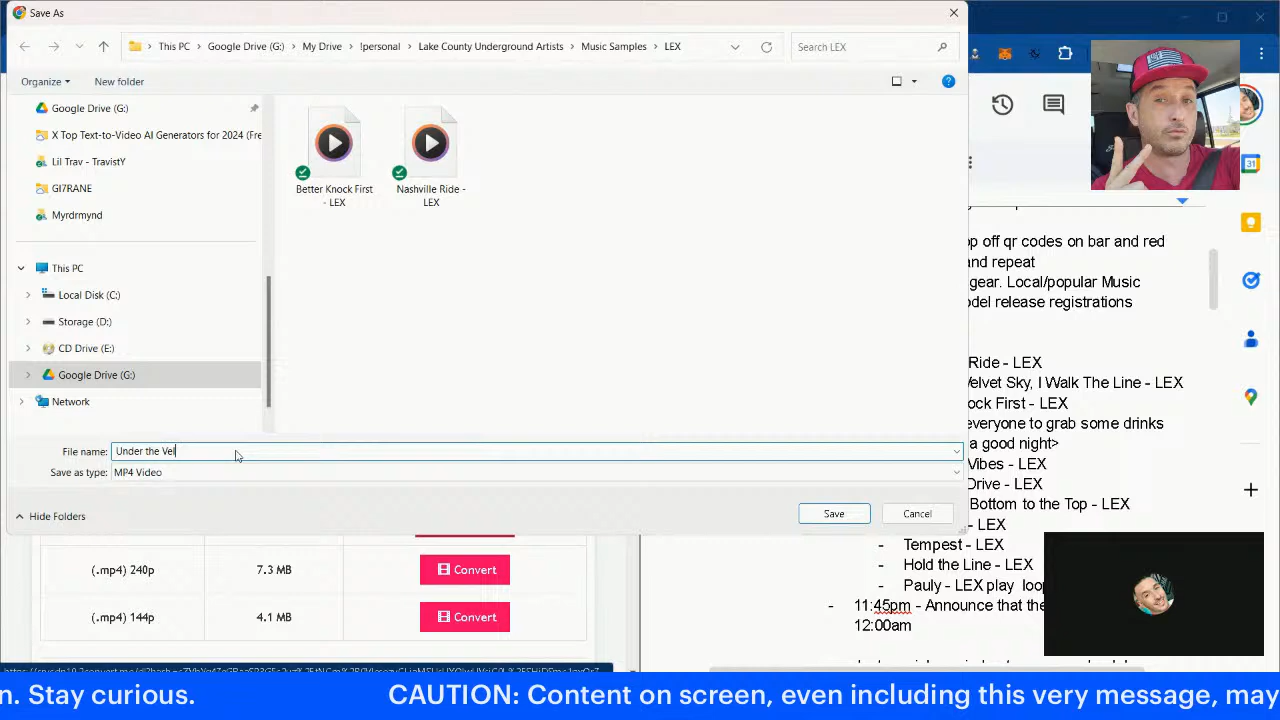 Save As
This PC > Google Drive (G:) > My Drive > !personal > Lake County Underground Artists > Music Samples > LEX
Search LEX
Organize
New folder
Google Drive (G:)
X Top Text-to-Video AI Generators for 2024 (Fre
Lil Trav - TravistY
GI7RANE
Myrdrmynd
This PC
Local Disk (C:)
Storage (D:)
CD Drive (E:)
Google Drive (G:)
Network
Better Knock First
- LEX
Nashville Ride -
LEX
File name: Under the Vel
Save as type: MP4 Video
Hide Folders
Save
Cancel
(.mp4) 240p 7.3 MB Convert
(.mp4) 144p 4.1 MB Convert
31
op off qr codes on bar and red
and repeat
gear. Local/popular Music
odel release registrations
Ride - LEX
Velvet Sky, I Walk The Line - LEX
ock First - LEX
everyone to grab some drinks
a good night>
Vibes - LEX
Drive - LEX
Bottom to the Top - LEX
- LEX
- Tempest - LEX
- Hold the Line - LEX
- Pauly - LEX play loop
- 11:45pm - Announce that the
12:00am
n. Stay curious. CAUTION: Content on screen, even including this very message, may